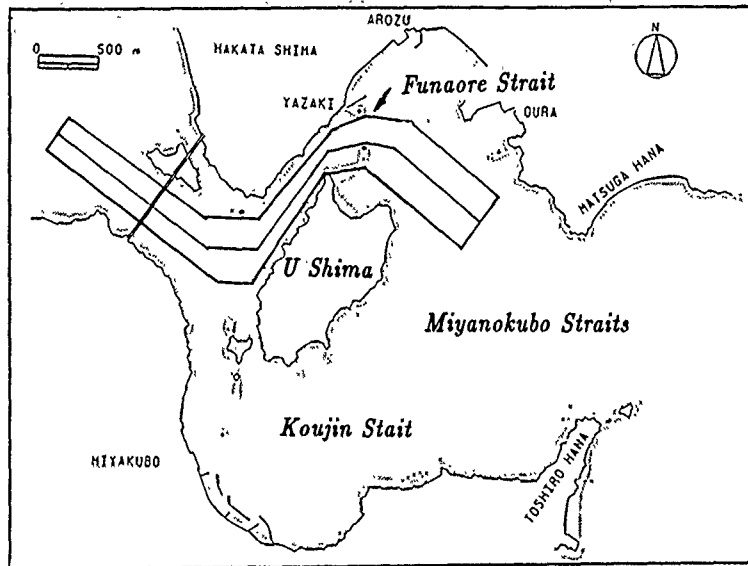 AROZU
N
0 500 m
HAKATA SHIMA
Funaore Strait
YAZAKI
OURA
MATSUGA HANA
U Shima
Miyanokubo Straits
Koujin Stait
MIYAKUBO
TOSHIRO HANA